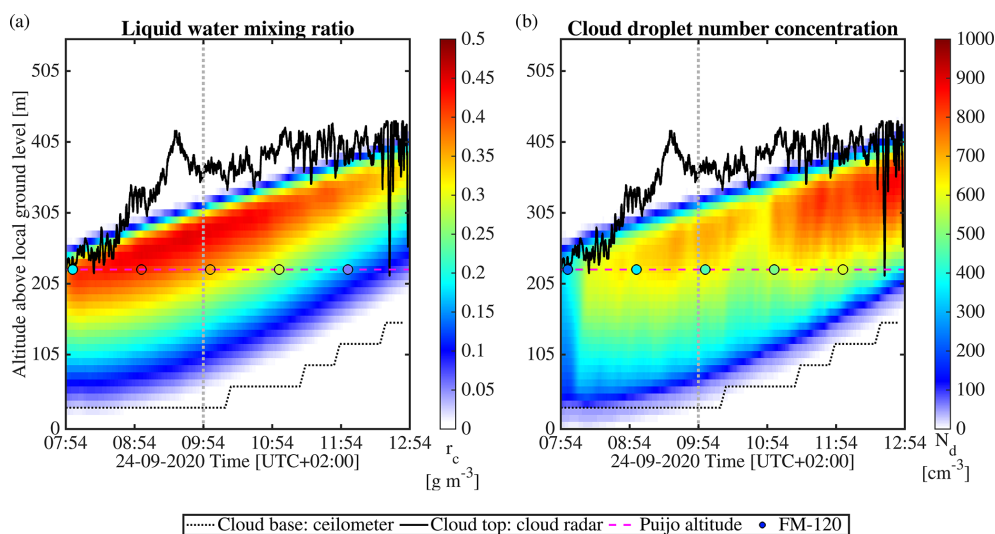 (a)
Liquid water mixing ratio
Altitude above local ground level [m]
505
405
305
205
105
0
07:54 08:54 09:54 10:54 11:54 12:54
24-09-2020 Time [UTC+02:00]
0.5
0.45
0.4
0.35
0.3
0.25
0.2
0.15
0.1
0.05
0
r_c
[g m⁻³]
(b)
Cloud droplet number concentration
505
405
305
205
105
0
07:54 08:54 09:54 10:54 11:54 12:54
24-09-2020 Time [UTC+02:00]
1000
900
800
700
600
500
400
300
200
100
0
N_d
[cm⁻³]
Cloud base: ceilometer Cloud top: cloud radar Puijo altitude FM-120